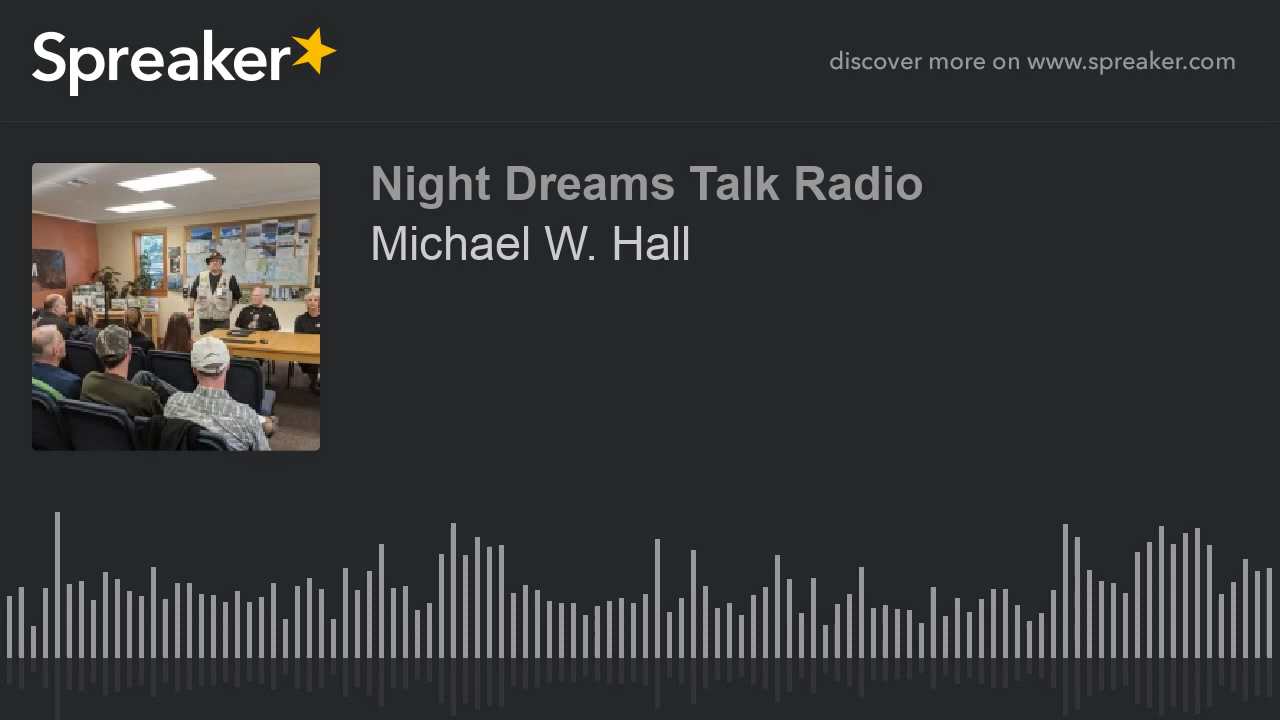 Spreaker
discover more on www.spreaker.com
Night Dreams Talk Radio
Michael W. Hall